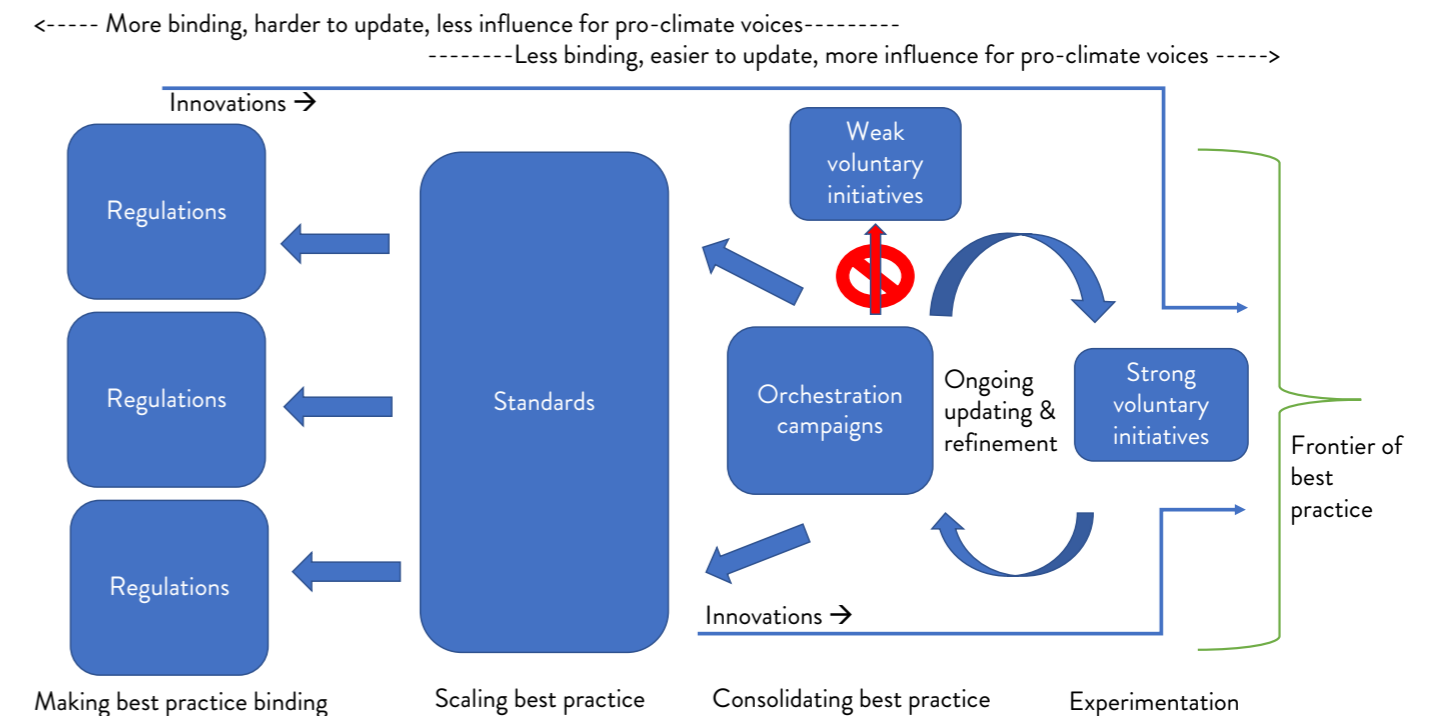 <----- More binding, harder to update, less influence for pro-climate voices---------
--------Less binding, easier to update, more influence for pro-climate voices ----->
Innovations →
Weak
voluntary
initiatives
Regulations
Regulations
Regulations
Standards
Orchestration
campaigns
Ongoing
updating &
refinement
Strong
voluntary
initiatives
Frontier of
best
practice
Innovations →
Making best practice binding
Scaling best practice
Consolidating best practice
Experimentation